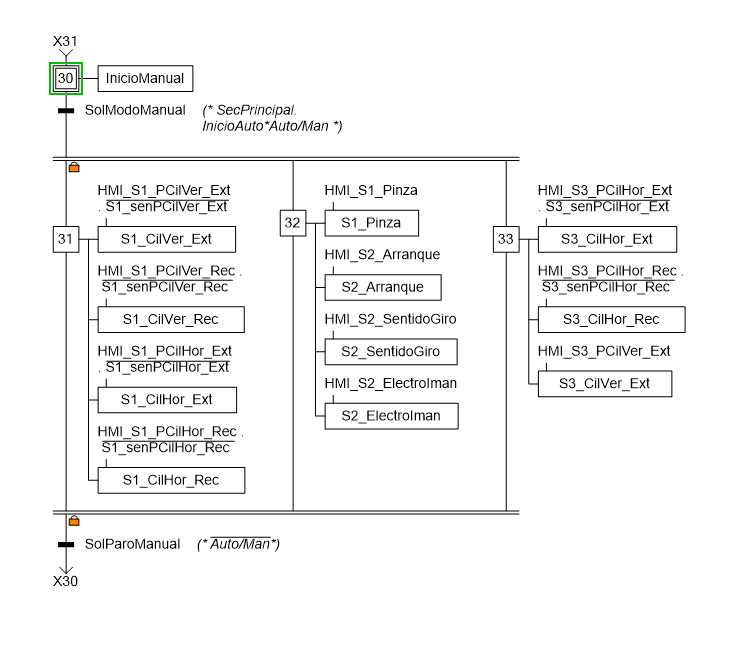 X31
30
InicioManual
SolModoManual (* SecPrincipal.
InicioAuto*Auto/Man *)
HMI_S1_PCilVer_Ext
. S1_senPCilVer_Ext
31
S1_CilVer_Ext
HMI_S1_PCilVer_Rec .
S1_senPCilVer_Rec
S1_CilVer_Rec
HMI_S1_PCilHor_Ext
. S1_senPCilHor_Ext
S1_CilHor_Ext
HMI_S1_PCilHor_Rec .
S1_senPCilHor_Rec
S1_CilHor_Rec
HMI_S1_Pinza
32
S1_Pinza
HMI_S2_Arranque
S2_Arranque
HMI_S2_SentidoGiro
S2_SentidoGiro
HMI_S2_ElectroIman
S2_ElectroIman
HMI_S3_PCilHor_Ext
. S3_senPCilHor_Ext
33
S3_CilHor_Ext
HMI_S3_PCilHor_Rec .
S3_senPCilHor_Rec
S3_CilHor_Rec
HMI_S3_PCilVer_Ext
S3_CilVer_Ext
SolParoManual (* Auto/Man*)
X30